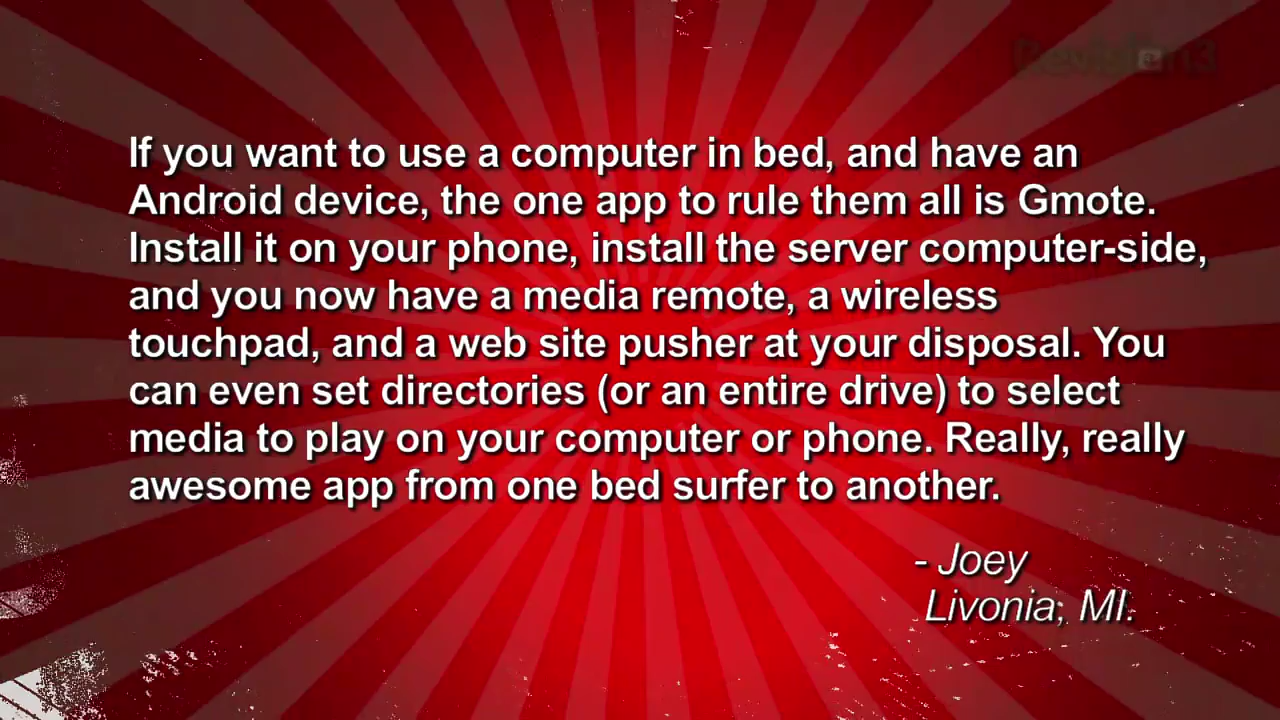 Revision3
If you want to use a computer in bed, and have an
Android device, the one app to rule them all is Gmote.
Install it on your phone, install the server computer-side,
and you now have a media remote, a wireless
touchpad, and a web site pusher at your disposal. You
can even set directories (or an entire drive) to select
media to play on your computer or phone. Really, really
awesome app from one bed surfer to another.
- Joey
Livonia, MI.